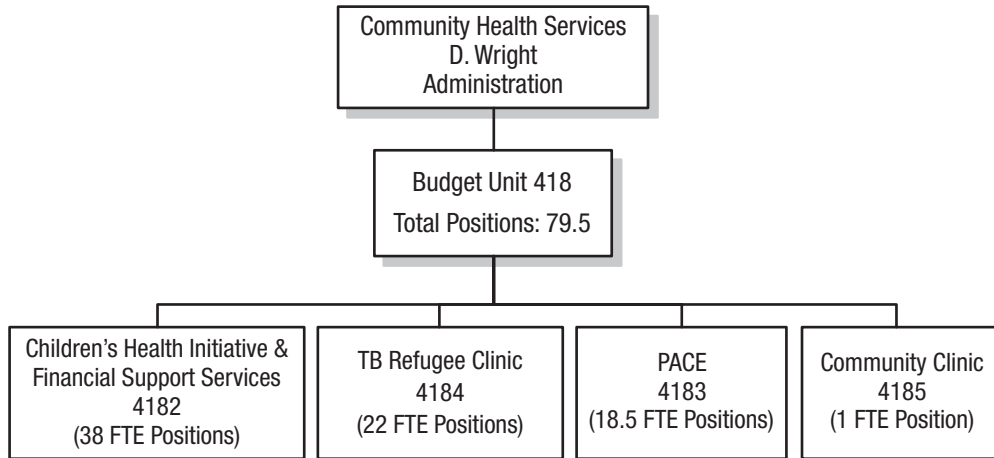 Community Health Services
D. Wright
Administration
Budget Unit 418
Total Positions: 79.5
Children’s Health Initiative &
Financial Support Services
4182
(38 FTE Positions)
TB Refugee Clinic
4184
(22 FTE Positions)
PACE
4183
(18.5 FTE Positions)
Community Clinic
4185
(1 FTE Position)